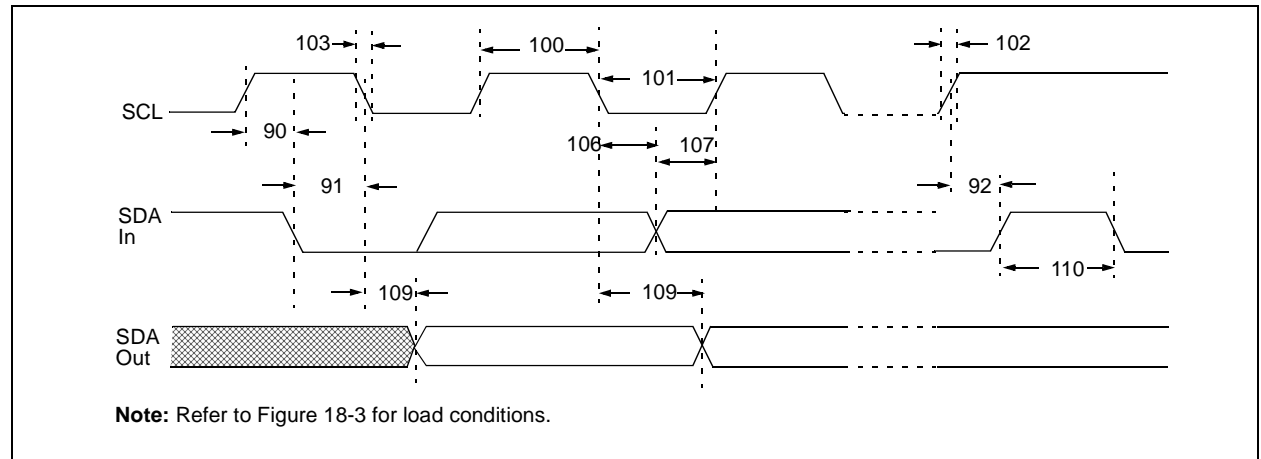 103
100
102
101
SCL
90
106
107
91
92
SDA
In
110
109
109
SDA
Out
Note: Refer to Figure 18-3 for load conditions.